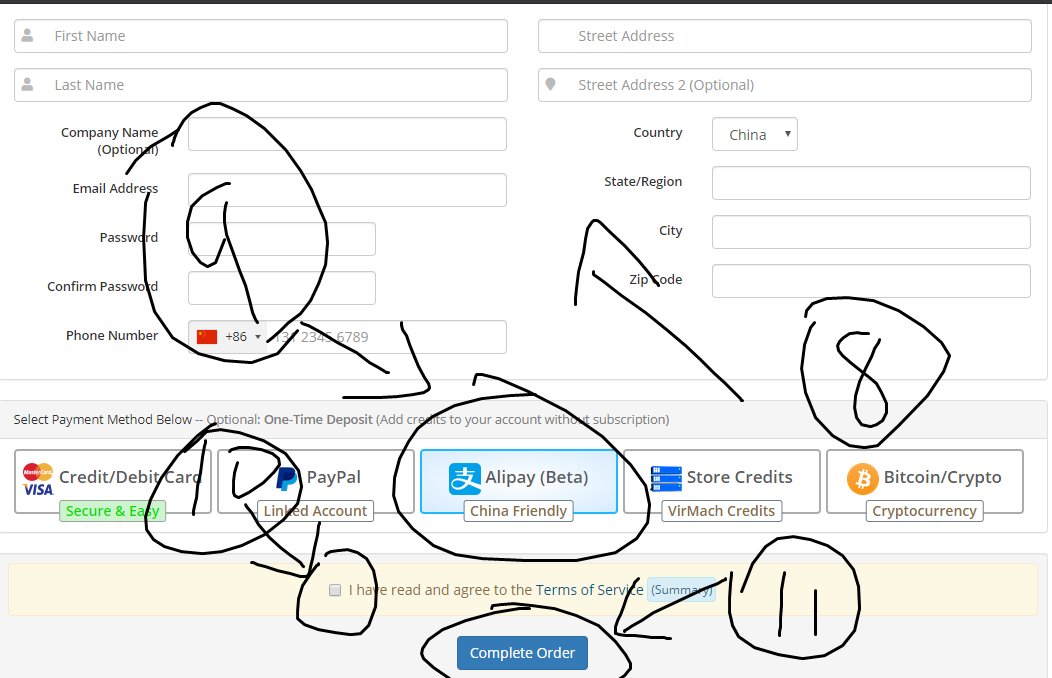 First Name
Street Address
Last Name
Street Address 2 (Optional)
Company Name
(Optional)
Country
China
Email Address
State/Region
Password
City
Confirm Password
Zip Code
Phone Number
+86
131 2345 6789
9
8
Select Payment Method Below -- Optional: One-Time Deposit (Add credits to your account without subscription)
MasterCard
VISA
Credit/Debit Card
Secure & Easy
PayPal
Linked Account
支
Alipay (Beta)
China Friendly
Store Credits
VirMach Credits
Bitcoin/Crypto
Cryptocurrency
10
I have read and agree to the Terms of Service (Summary)
11
Complete Order